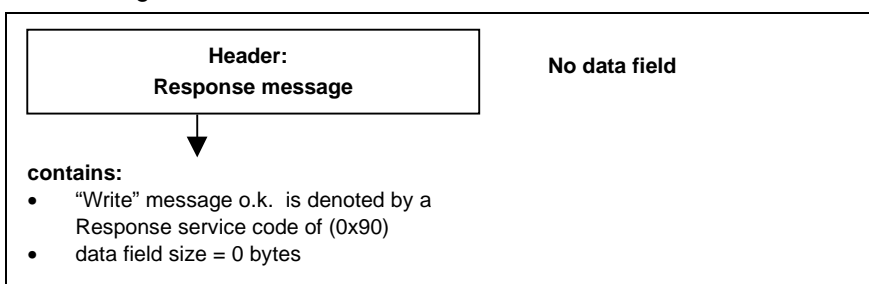 Header:
Response message
No data field
contains:
• “Write” message o.k. is denoted by a
Response service code of (0x90)
• data field size = 0 bytes